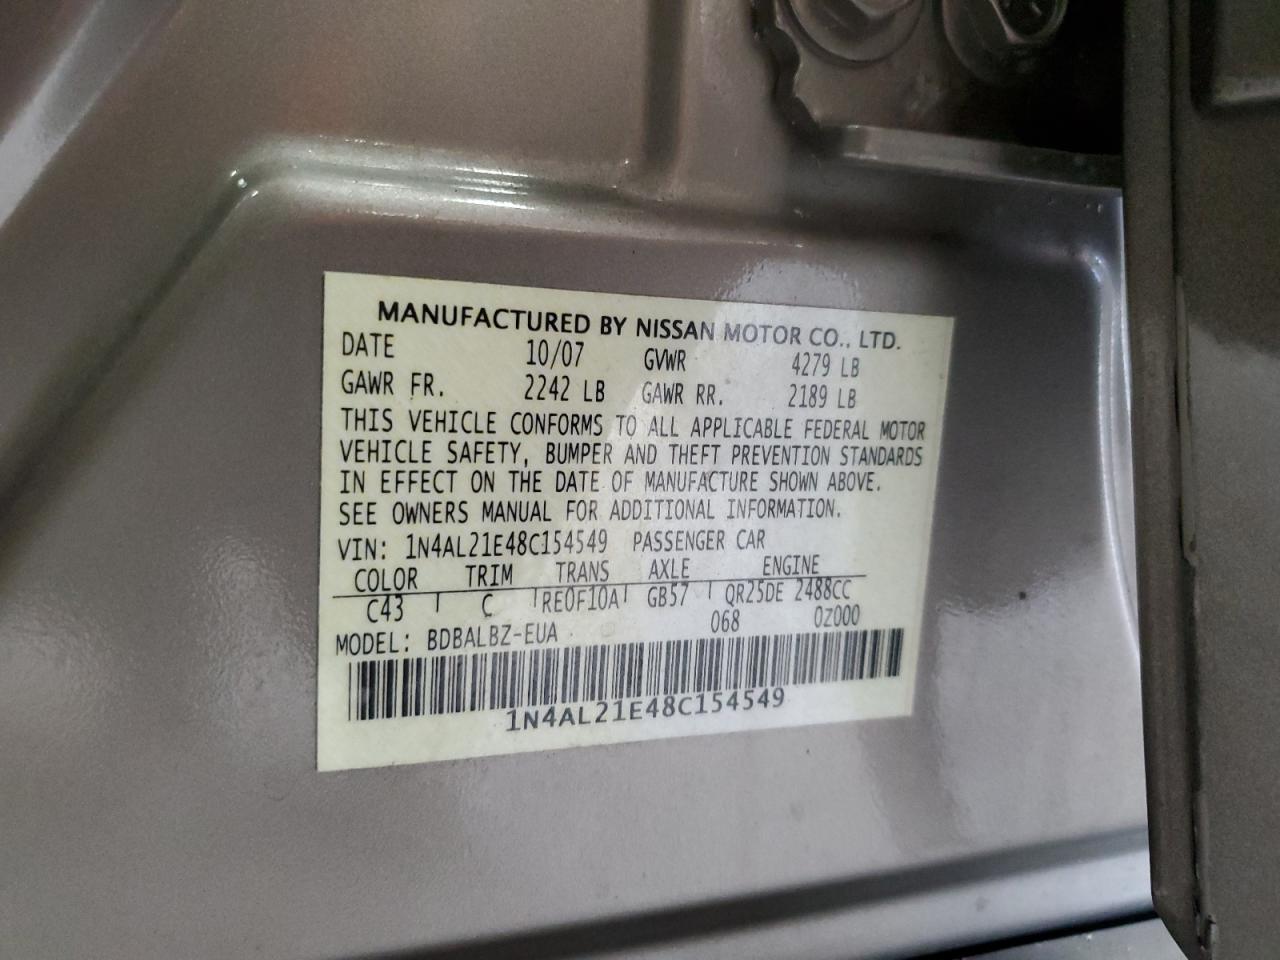 MANUFACTURED BY NISSAN MOTOR CO., LTD.
DATE 10/07 GVWR 4279 LB
GAWR FR. 2242 LB GAWR RR. 2189 LB
THIS VEHICLE CONFORMS TO ALL APPLICABLE FEDERAL MOTOR
VEHICLE SAFETY, BUMPER AND THEFT PREVENTION STANDARDS
IN EFFECT ON THE DATE OF MANUFACTURE SHOWN ABOVE.
SEE OWNERS MANUAL FOR ADDITIONAL INFORMATION.
VIN: 1N4AL21E48C154549 PASSENGER CAR
COLOR TRIM TRANS AXLE ENGINE
C43 C RE0F10A GB57 QR25DE 2488CC
068 0Z000
MODEL: BDBALBZ-EUA
1N4AL21E48C154549